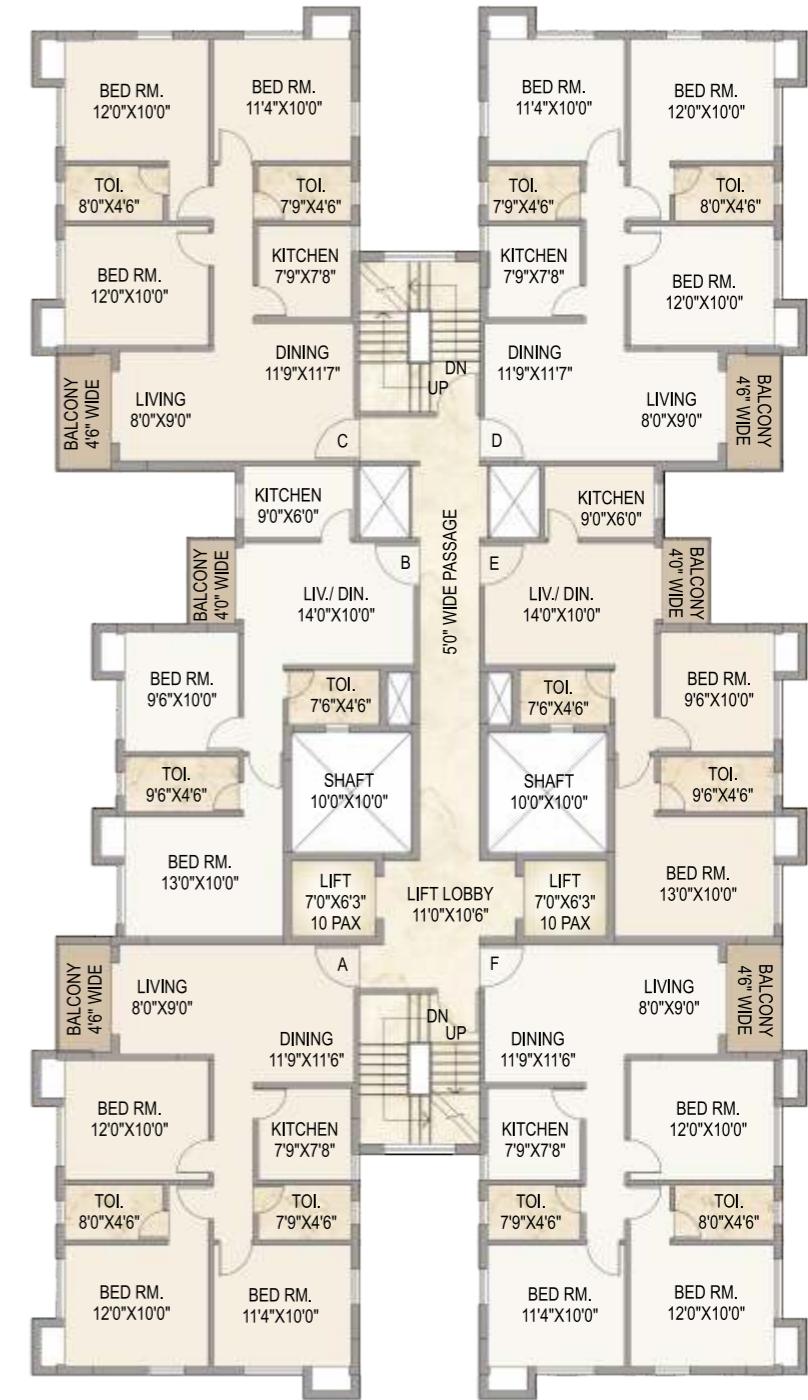 BED RM.
12'0"X10'0"
BED RM.
11'4"X10'0"
BED RM.
11'4"X10'0"
BED RM.
12'0"X10'0"
TOI.
8'0"X4'6"
TOI.
7'9"X4'6"
TOI.
7'9"X4'6"
TOI.
8'0"X4'6"
BED RM.
12'0"X10'0"
KITCHEN
7'9"X7'8"
KITCHEN
7'9"X7'8"
BED RM.
12'0"X10'0"
DN
UP
BALCONY
4'6" WIDE
LIVING
8'0"X9'0"
DINING
11'9"X11'7"
DINING
11'9"X11'7"
LIVING
8'0"X9'0"
BALCONY
4'6" WIDE
C
D
KITCHEN
9'0"X6'0"
KITCHEN
9'0"X6'0"
BALCONY
4'0" WIDE
LIV./ DIN.
14'0"X10'0"
B
5'0" WIDE PASSAGE
E
LIV./ DIN.
14'0"X10'0"
BALCONY
4'0" WIDE
BED RM.
9'6"X10'0"
TOI.
7'6"X4'6"
TOI.
7'6"X4'6"
BED RM.
9'6"X10'0"
TOI.
9'6"X4'6"
SHAFT
10'0"X10'0"
SHAFT
10'0"X10'0"
TOI.
9'6"X4'6"
BED RM.
13'0"X10'0"
LIFT
7'0"X6'3"
10 PAX
LIFT LOBBY
11'0"X10'6"
LIFT
7'0"X6'3"
10 PAX
BED RM.
13'0"X10'0"
BALCONY
4'6" WIDE
LIVING
8'0"X9'0"
A
F
LIVING
8'0"X9'0"
BALCONY
4'6" WIDE
DINING
11'9"X11'6"
DN
UP
DINING
11'9"X11'6"
BED RM.
12'0"X10'0"
KITCHEN
7'9"X7'8"
KITCHEN
7'9"X7'8"
BED RM.
12'0"X10'0"
TOI.
8'0"X4'6"
TOI.
7'9"X4'6"
TOI.
7'9"X4'6"
TOI.
8'0"X4'6"
BED RM.
12'0"X10'0"
BED RM.
11'4"X10'0"
BED RM.
11'4"X10'0"
BED RM.
12'0"X10'0"